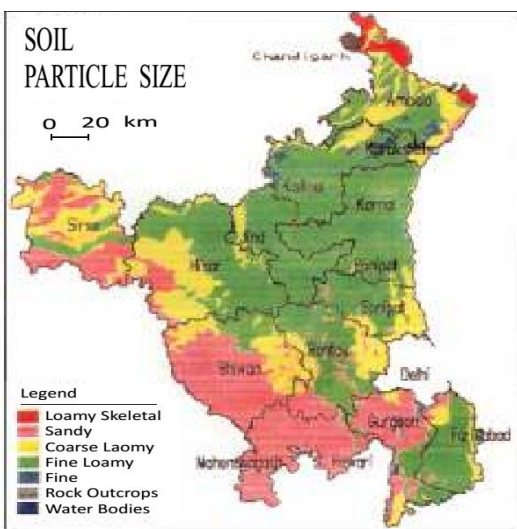 SOIL
PARTICLE SIZE
0 20 km
Chandigarh
Ambala
Kaithal
Karnal
Sirsa
Jind
Hisar
Panipat
Sonipat
Rohtak
Bhiwani
Delhi
Gurgaon
Faridabad
Mahendragarh
Rewari
Legend
Loamy Skeletal
Sandy
Coarse Laomy
Fine Loamy
Fine
Rock Outcrops
Water Bodies